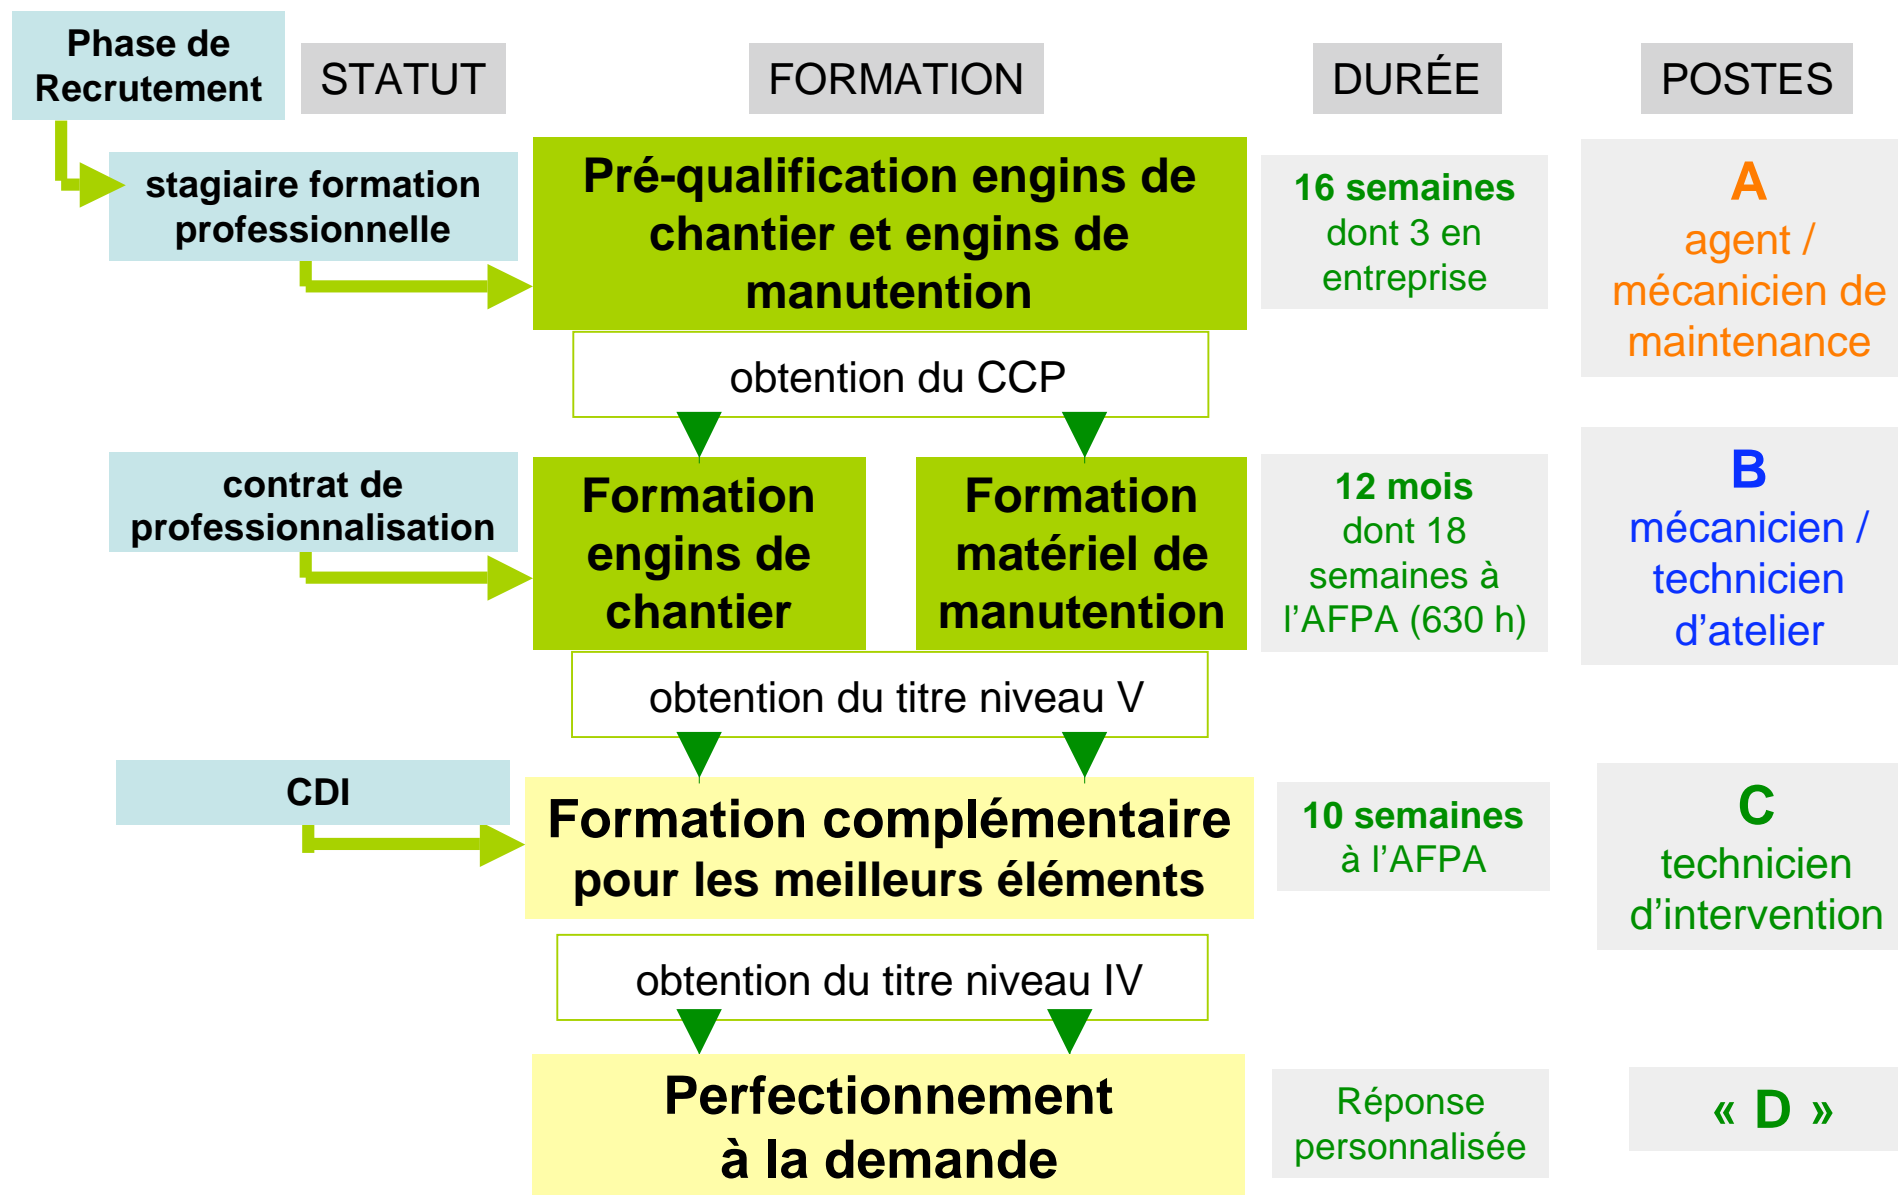 Phase de
Recrutement
STATUT
FORMATION
DURÉE
POSTES
stagiaire formation
professionnelle
Pré-qualification engins de
chantier et engins de
manutention
16 semaines
dont 3 en
entreprise
A
agent /
mécanicien de
maintenance
obtention du CCP
contrat de
professionnalisation
Formation
engins de
chantier
Formation
matériel de
manutention
12 mois
dont 18
semaines à
l’AFPA (630 h)
B
mécanicien /
technicien
d’atelier
obtention du titre niveau V
CDI
Formation complémentaire
pour les meilleurs éléments
10 semaines
à l’AFPA
C
technicien
d’intervention
obtention du titre niveau IV
Perfectionnement
à la demande
Réponse
personnalisée
« D »